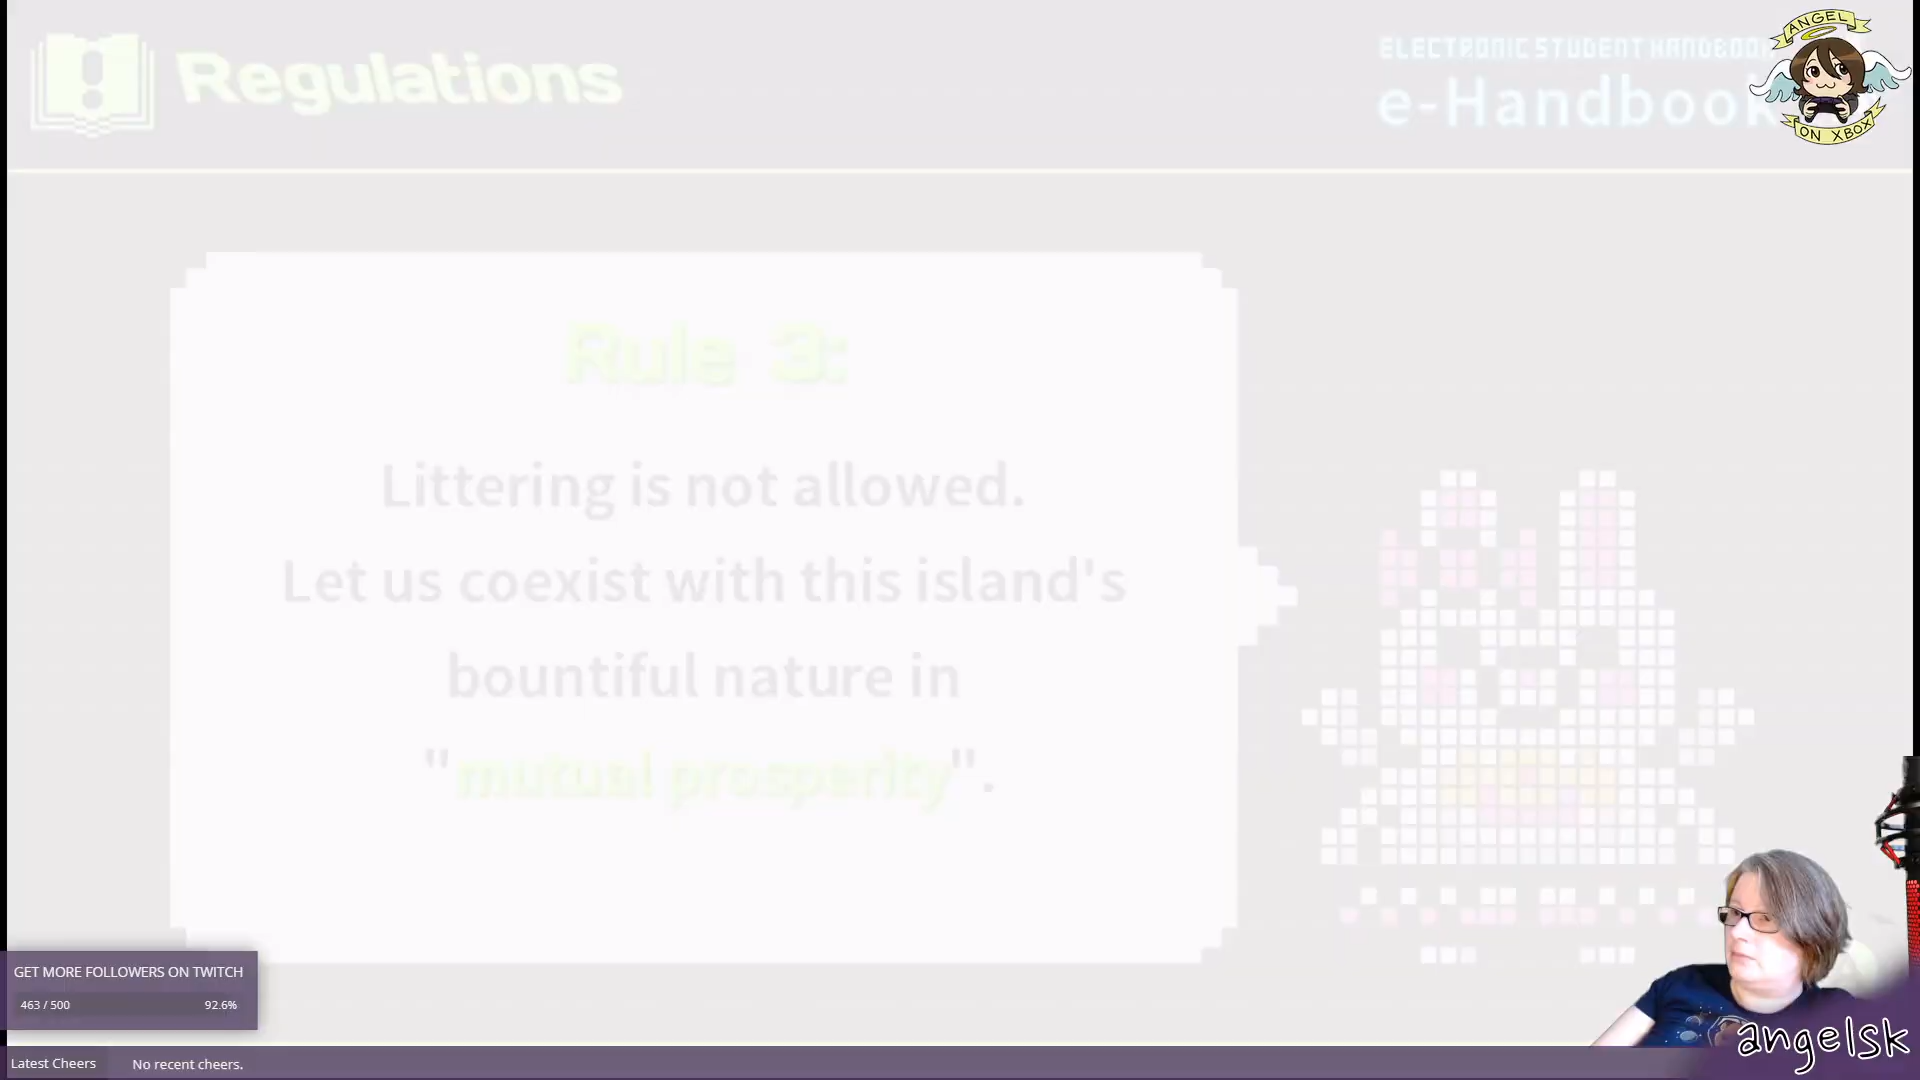 Regulations
ELECTRONIC STUDENT HANDBOOK
e-Handbook
ANGEL
ON XBOX
Rule 3:
Littering is not allowed.
Let us coexist with this island's
bountiful nature in
"mutual prosperity".
GET MORE FOLLOWERS ON TWITCH
463 / 500
92.6%
angelsk
Latest Cheers
No recent cheers.